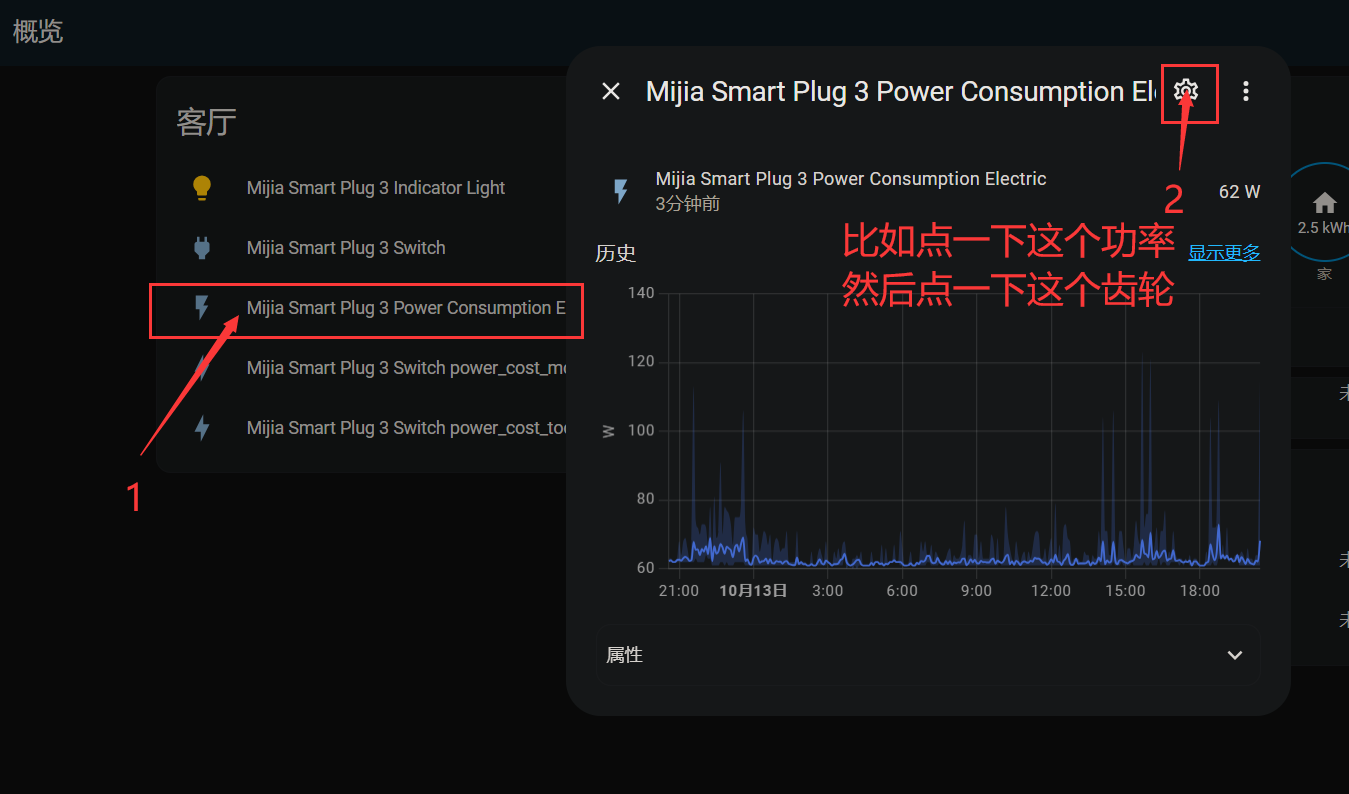 概览
客厅
Mijia Smart Plug 3 Indicator Light
Mijia Smart Plug 3 Switch
Mijia Smart Plug 3 Power Consumption E
Mijia Smart Plug 3 Switch power_cost_mo
Mijia Smart Plug 3 Switch power_cost_tod
1
Mijia Smart Plug 3 Power Consumption Ele
Mijia Smart Plug 3 Power Consumption Electric
3分钟前
62 W
2
历史
显示更多
比如点一下这个功率
然后点一下这个齿轮
W
140
120
100
80
60
21:00
10月13日
3:00
6:00
9:00
12:00
15:00
18:00
属性
2.5 kWh
家
未
未
未